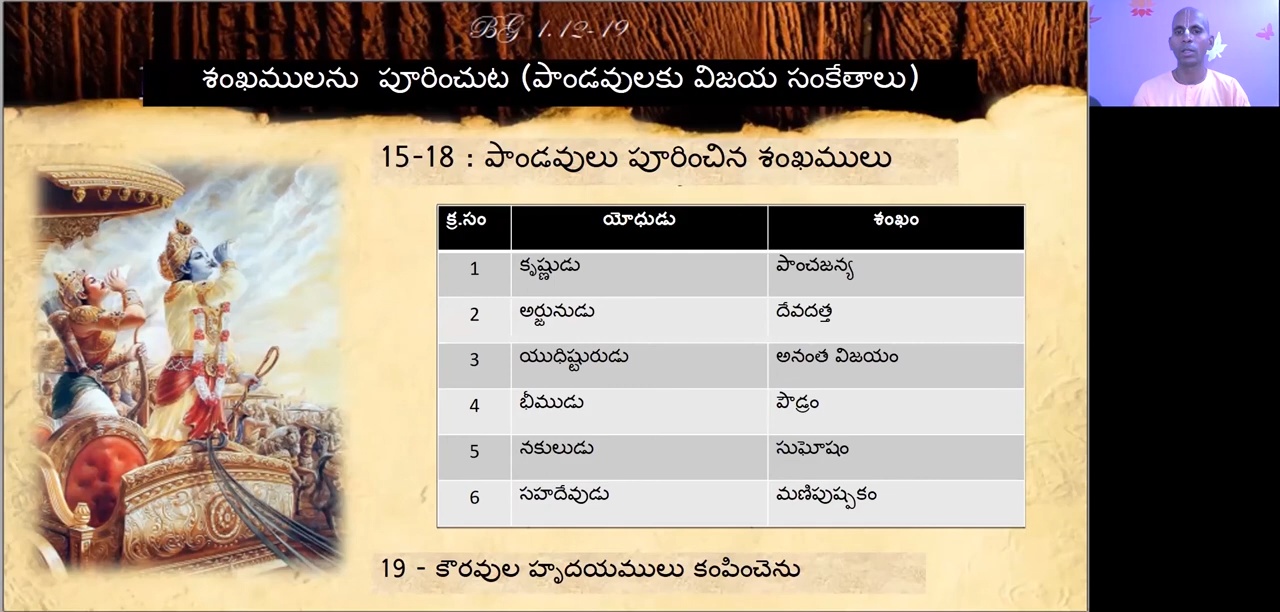 BG 1.12-19
శంఖములను పూరించుట (పాండవులకు విజయ సంకేతాలు)
15-18 : పాండవులు పూరించిన శంఖములు
క్ర.సం యోధుడు శంఖం
1 కృష్ణుడు పాంచజన్య
2 అర్జునుడు దేవదత్త
3 యుధిష్టురుడు అనంత విజయం
4 భీముడు పౌడ్రం
5 నకులుడు సుఘోషం
6 సహదేవుడు మణిపుష్పకం
19 - కౌరవుల హృదయములు కంపించెను